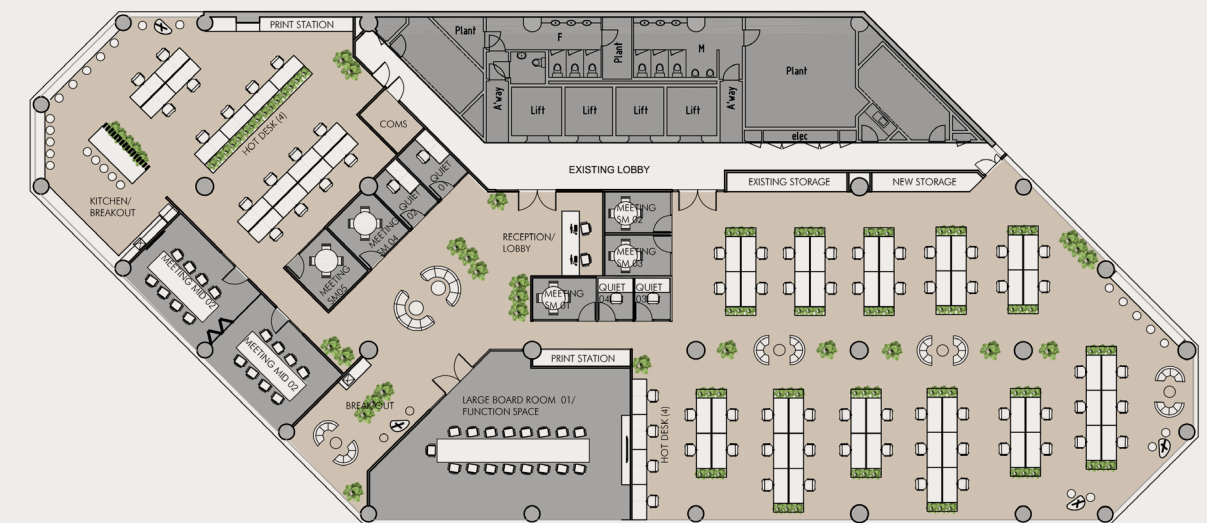 PRINT STATION
Plant
F
Plant
M
Plant
A'way
Lift
Lift
Lift
Lift
A'way
elec
HOT DESK (4)
COMS
QUIET
01
QUIET
02
EXISTING LOBBY
EXISTING STORAGE
NEW STORAGE
KITCHEN/
BREAKOUT
MEETING
SM 04
MEETING
SM05
RECEPTION/
LOBBY
MEETING
SM 02
MEETING
SM 03
MEETING
SM 01
QUIET
04
QUIET
03
MEETING MID 02
MEETING MID 02
BREAKOUT
PRINT STATION
LARGE BOARD ROOM 01/
FUNCTION SPACE
HOT DESK (4)